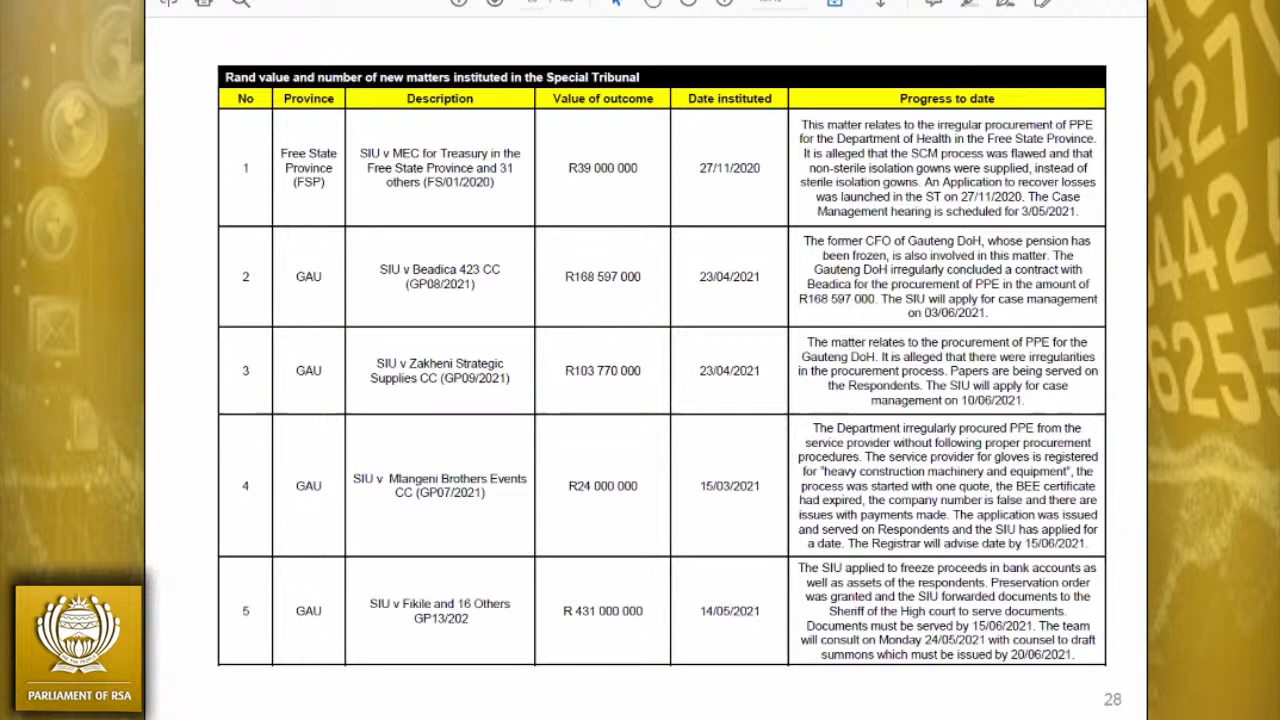 Rand value and number of new matters instituted in the Special Tribunal
No Province Description Value of outcome Date instituted Progress to date
1
Free State
Province
(FSP)
SIU v MEC for Treasury in the
Free State Province and 31
others (FS/01/2020)
R39 000 000
27/11/2020
This matter relates to the irregular procurement of PPE
for the Department of Health in the Free State Province.
It is alleged that the SCM process was flawed and that
non-sterile isolation gowns were supplied, instead of
sterile isolation gowns. An Application to recover losses
was launched in the ST on 27/11/2020. The Case
Management hearing is scheduled for 3/05/2021.
2
GAU
SIU v Beadica 423 CC
(GP08/2021)
R168 597 000
23/04/2021
The former CFO of Gauteng DoH, whose pension has
been frozen, is also involved in this matter. The
Gauteng DoH irregularly concluded a contract with
Beadica for the procurement of PPE in the amount of
R168 597 000. The SIU will apply for case management
on 03/06/2021.
3
GAU
SIU v Zakheni Strategic
Supplies CC (GP09/2021)
R103 770 000
23/04/2021
The matter relates to the procurement of PPE for the
Gauteng DoH. It is alleged that there were irregularities
in the procurement process. Papers are being served on
the Respondents. The SIU will apply for case
management on 10/06/2021.
4
GAU
SIU v Mlangeni Brothers Events
CC (GP07/2021)
R24 000 000
15/03/2021
The Department irregularly procured PPE from the
service provider without following proper procurement
procedures. The service provider for gloves is registered
for "heavy construction machinery and equipment", the
process was started with one quote, the BEE certificate
had expired, the company number is false and there are
issues with payments made. The application was issued
and served on Respondents and the SIU has applied for
a date. The Registrar will advise date by 15/06/2021.
5
GAU
SIU v Fikile and 16 Others
GP13/202
R 431 000 000
14/05/2021
The SIU applied to freeze proceeds in bank accounts as
well as assets of the respondents. Preservation order
was granted and the SIU forwarded documents to the
Sheriff of the High court to serve documents.
Documents must be served by 15/06/2021. The team
will consult on Monday 24/05/2021 with counsel to draft
summons which must be issued by 20/06/2021.
28
PARLIAMENT OF RSA